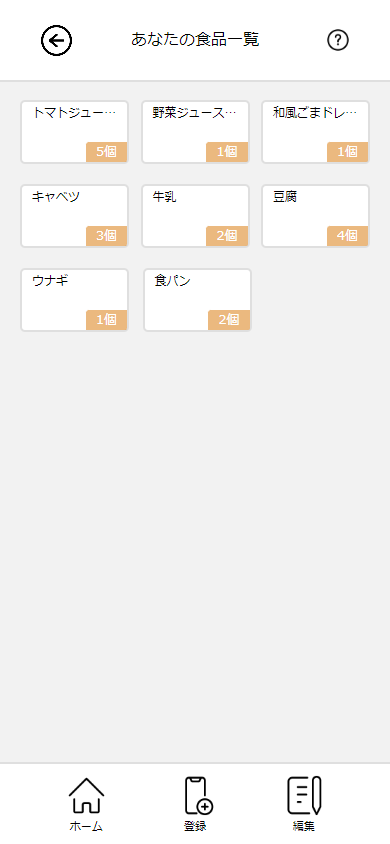 あなたの食品一覧
トマトジュー…
野菜ジュース…
和風ごまドレ…
5個
1個
1個
キャベツ
牛乳
豆腐
3個
2個
4個
ウナギ
食パン
1個
2個
ホーム
登録
編集